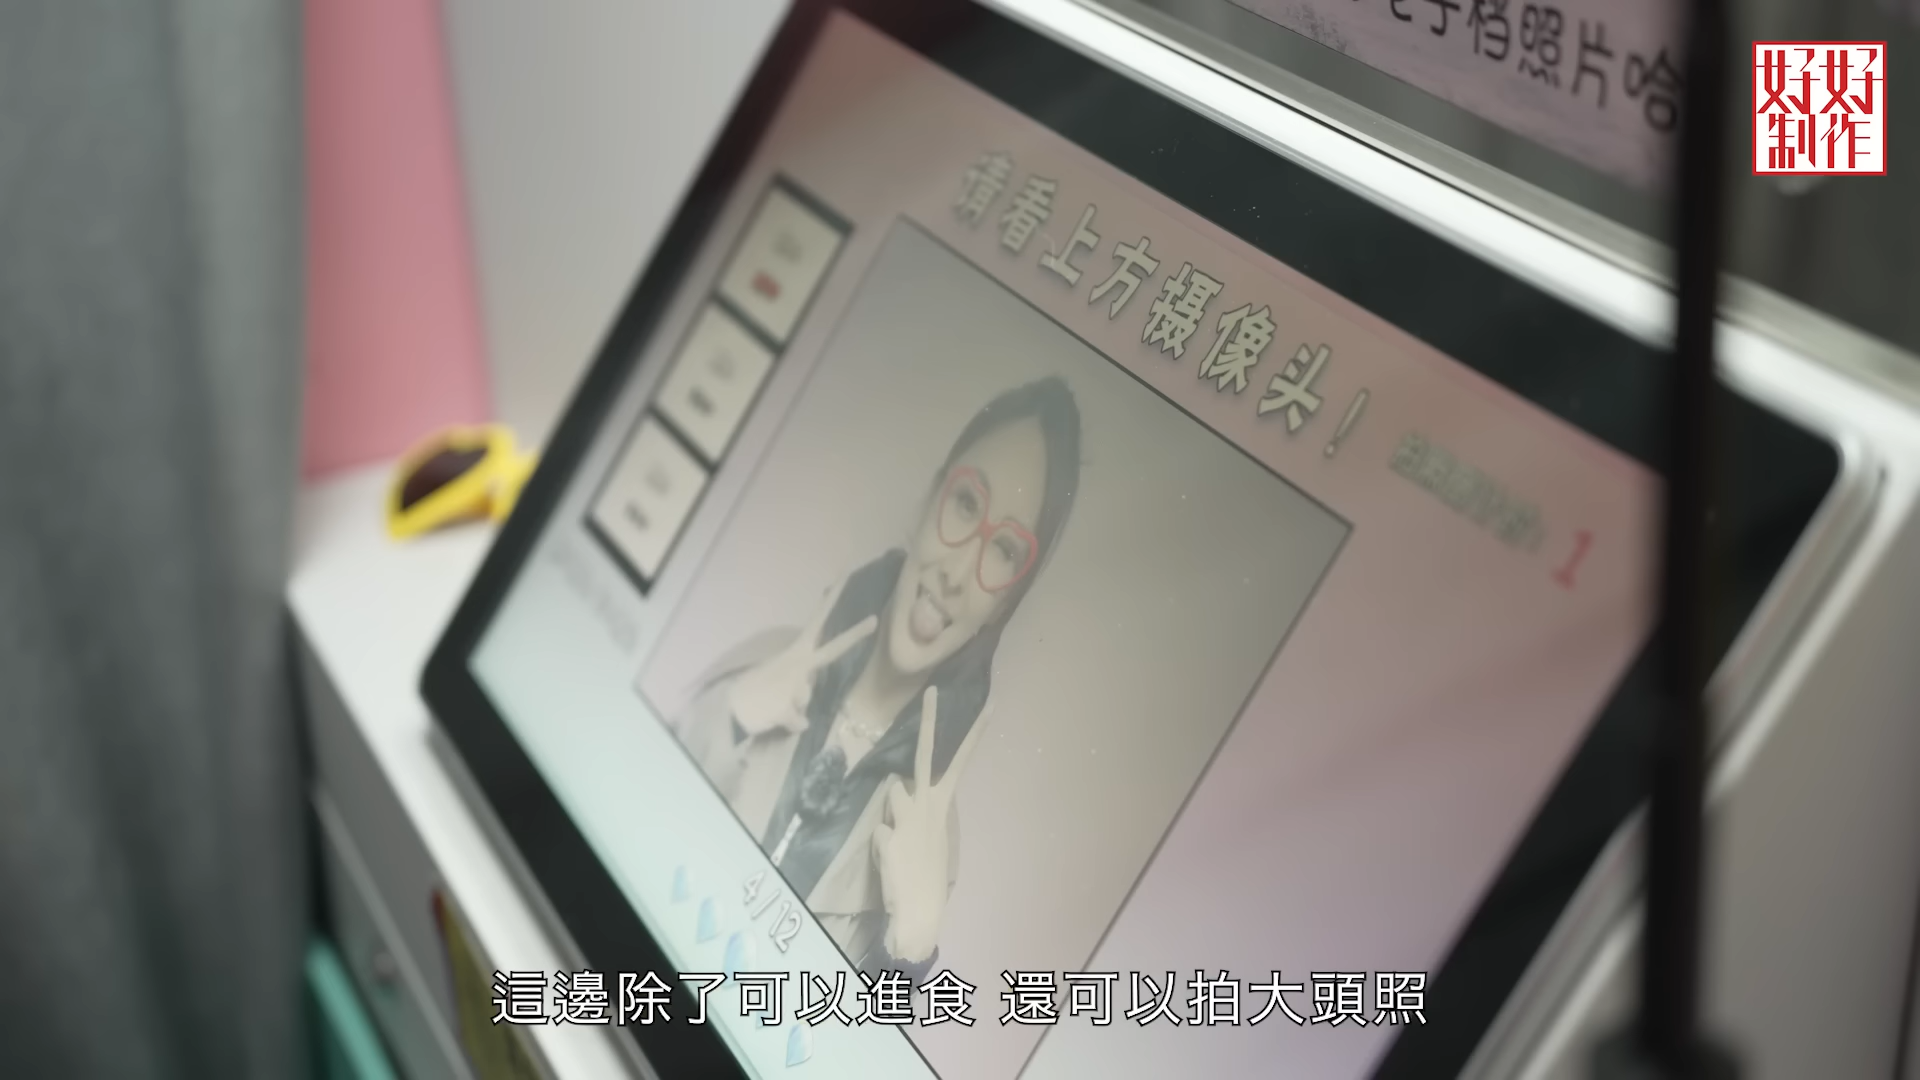 子档照片哈
好好
制作
请看上方摄像头！
1
4/12
這邊除了可以進食 還可以拍大頭照